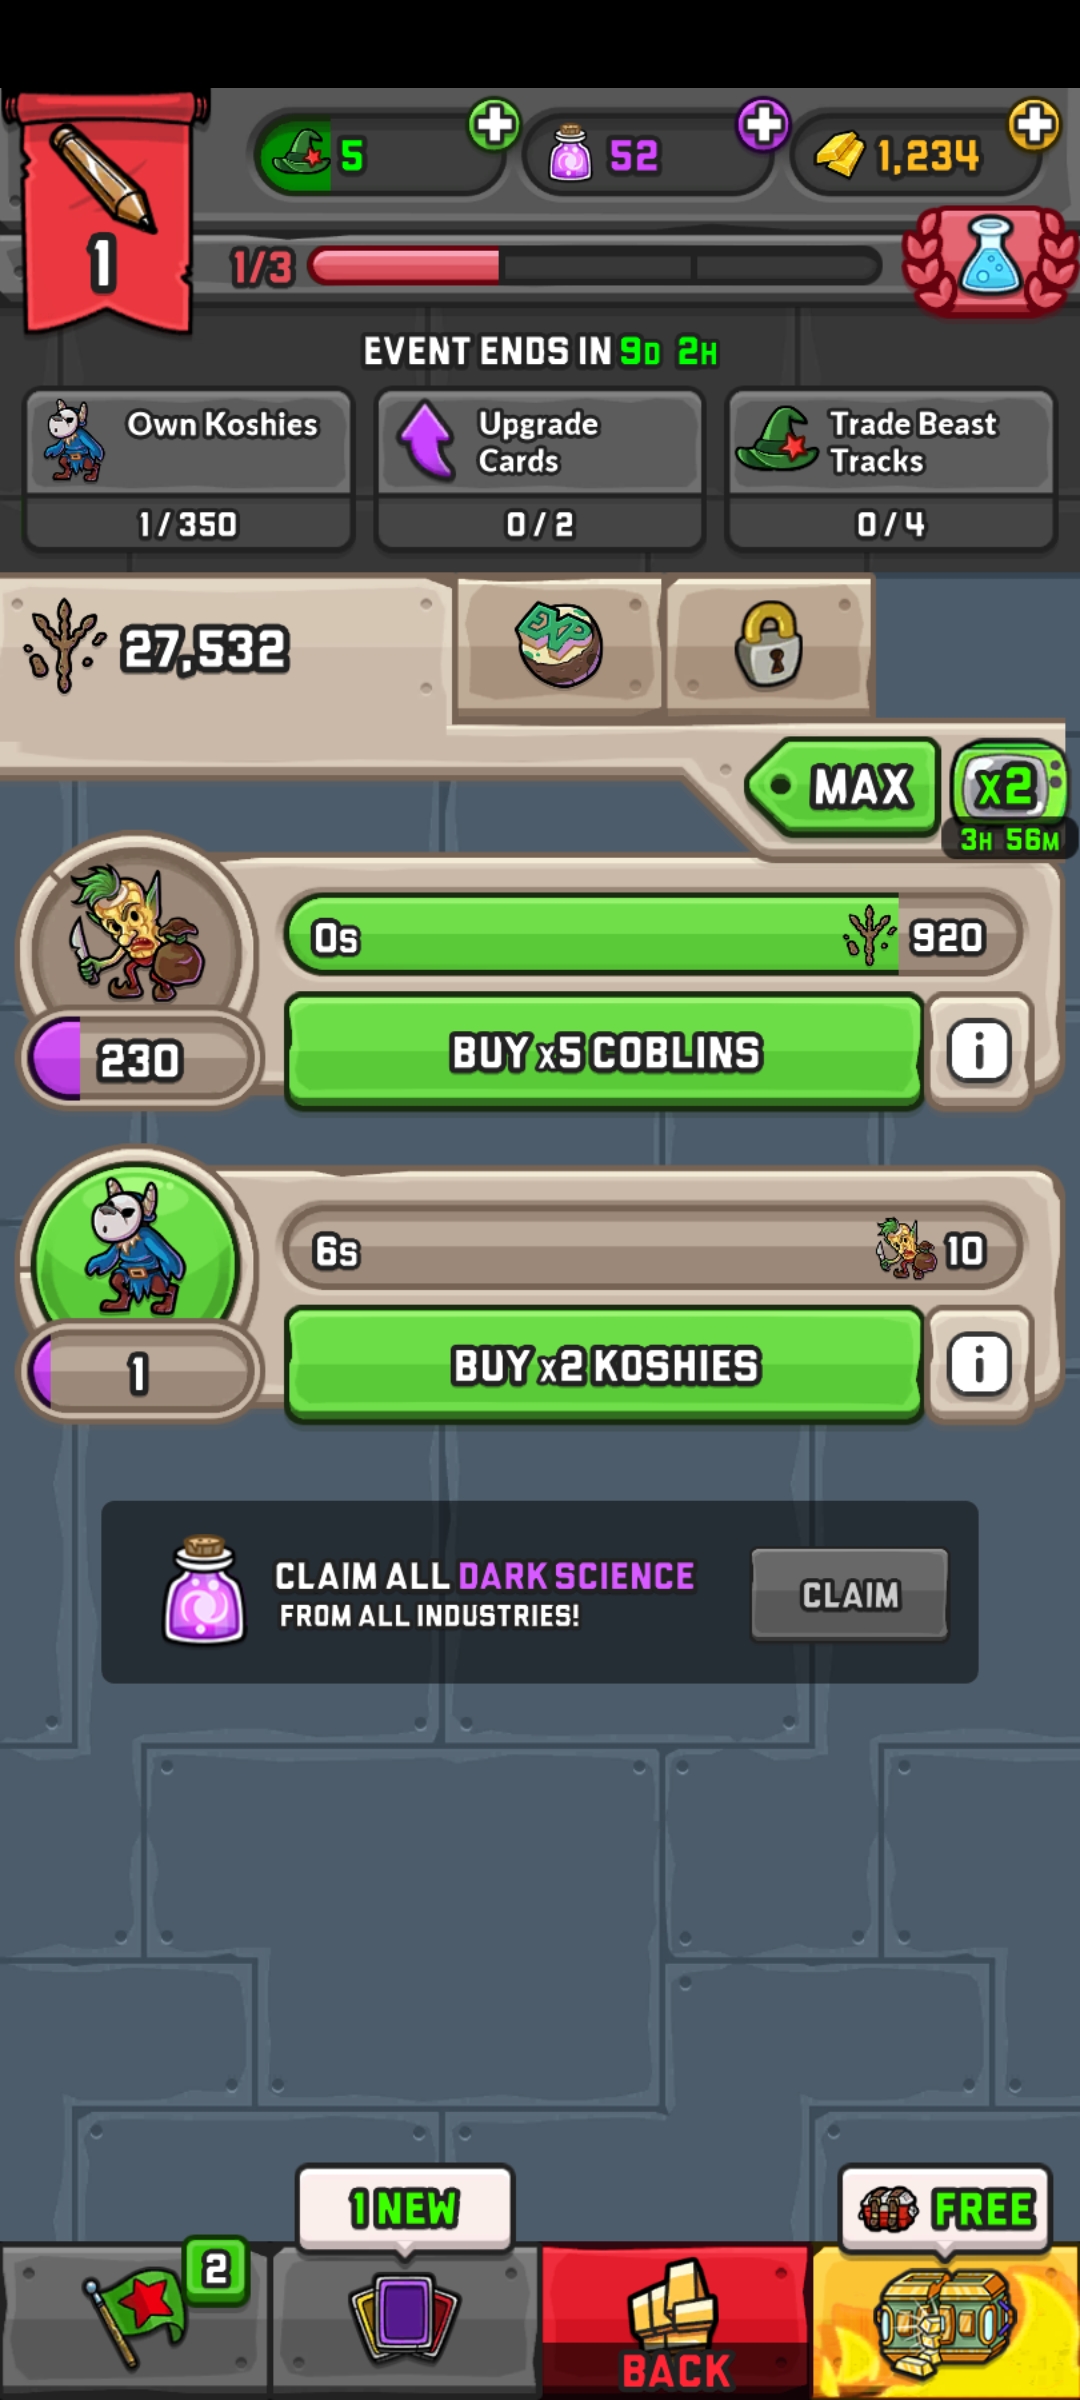 5
52
1,234
1
1/3
EVENT ENDS IN 9D 2H
Own Koshies
1/350
Upgrade
Cards
0/2
Trade Beast
Tracks
0/4
27,532
EXP
MAX
x2
3H 56M
0s
920
230
BUY x5 COBLINS
i
6s
10
1
BUY x2 KOSHIES
i
CLAIM ALL DARK SCIENCE
FROM ALL INDUSTRIES!
CLAIM
1 NEW
FREE
2
BACK